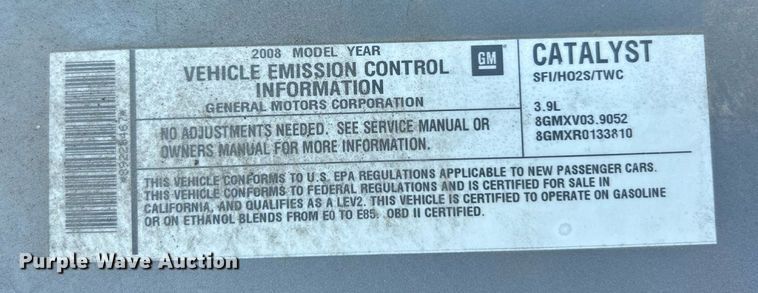 2008 MODEL YEAR
VEHICLE EMISSION CONTROL
INFORMATION
GENERAL MOTORS CORPORATION
GM
CATALYST
SFI/HO2S/TWC
3.9L
8GMXV03.9052
8GMXR0133810
NO ADJUSTMENTS NEEDED. SEE SERVICE MANUAL OR
OWNERS MANUAL FOR MORE INFORMATION.
THIS VEHICLE CONFORMS TO U.S. EPA REGULATIONS APPLICABLE TO NEW PASSENGER CARS.
THIS VEHICLE CONFORMS TO FEDERAL REGULATIONS AND IS CERTIFIED FOR SALE IN
CALIFORNIA, AND QUALIFIES AS A LEV2. THIS VEHICLE IS CERTIFIED TO OPERATE ON GASOLINE
OR ON ETHANOL BLENDS FROM E0 TO E85. OBD II CERTIFIED.
*89220467*
Purple Wave Auction